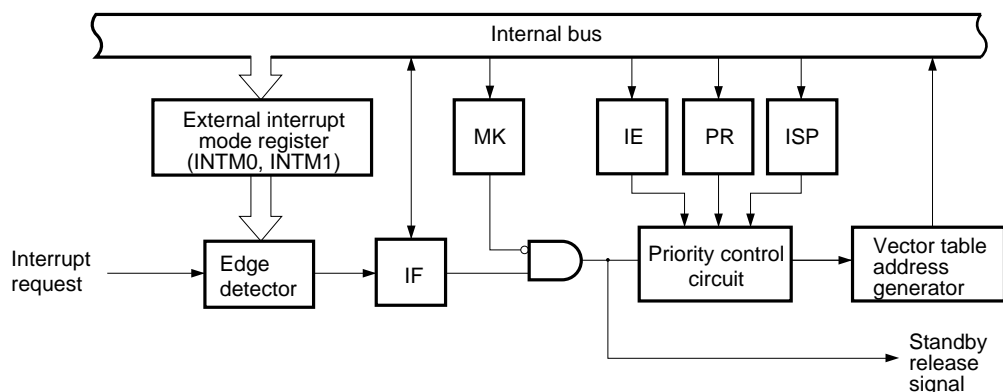 Internal bus
External interrupt
mode register
(INTM0, INTM1)
MK
IE
PR
ISP
Interrupt
request
Edge
detector
IF
Priority control
circuit
Vector table
address
generator
Standby
release
signal